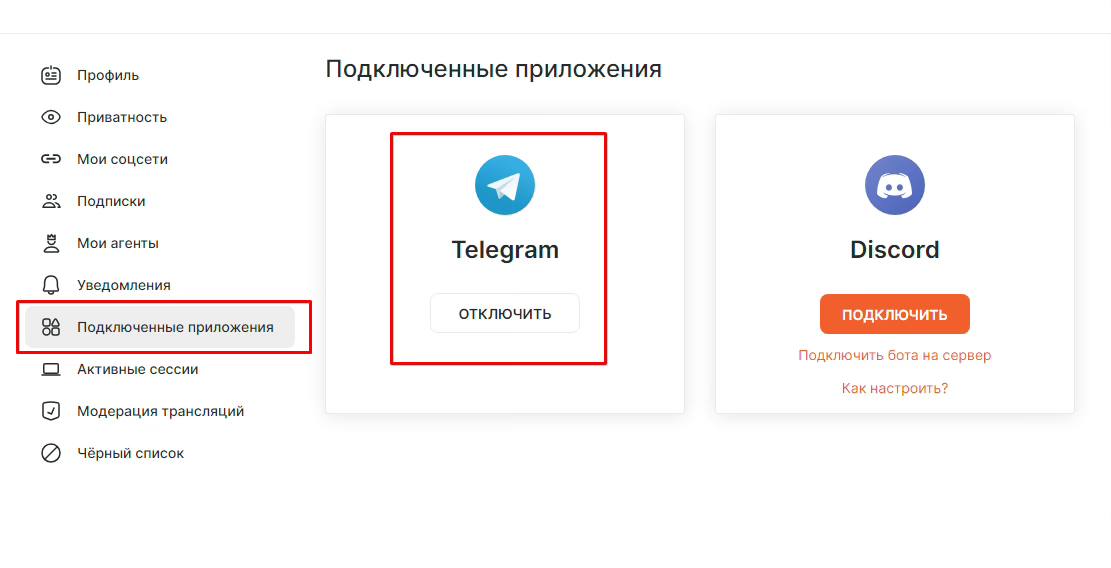 Профиль
Приватность
Мои соцсети
Подписки
Мои агенты
Уведомления
Подключенные приложения
Активные сессии
Модерация трансляций
Чёрный список
Подключенные приложения
Telegram
ОТКЛЮЧИТЬ
Discord
ПОДКЛЮЧИТЬ
Подключить бота на сервер
Как настроить?